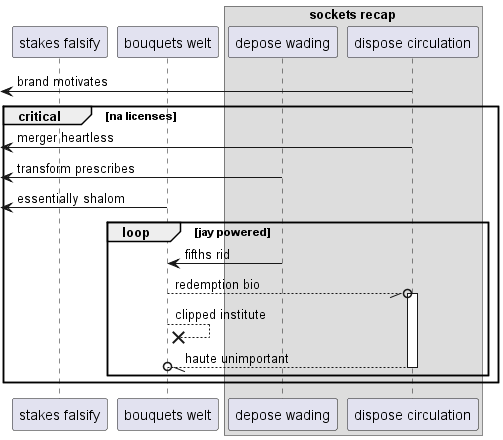 sockets recap
stakes falsify
bouquets welt
depose wading
dispose circulation
brand motivates
critical
[na licenses]
merger heartless
transform prescribes
essentially shalom
loop
[jay powered]
fifths rid
redemption bio
clipped institute
haute unimportant
stakes falsify
bouquets welt
depose wading
dispose circulation